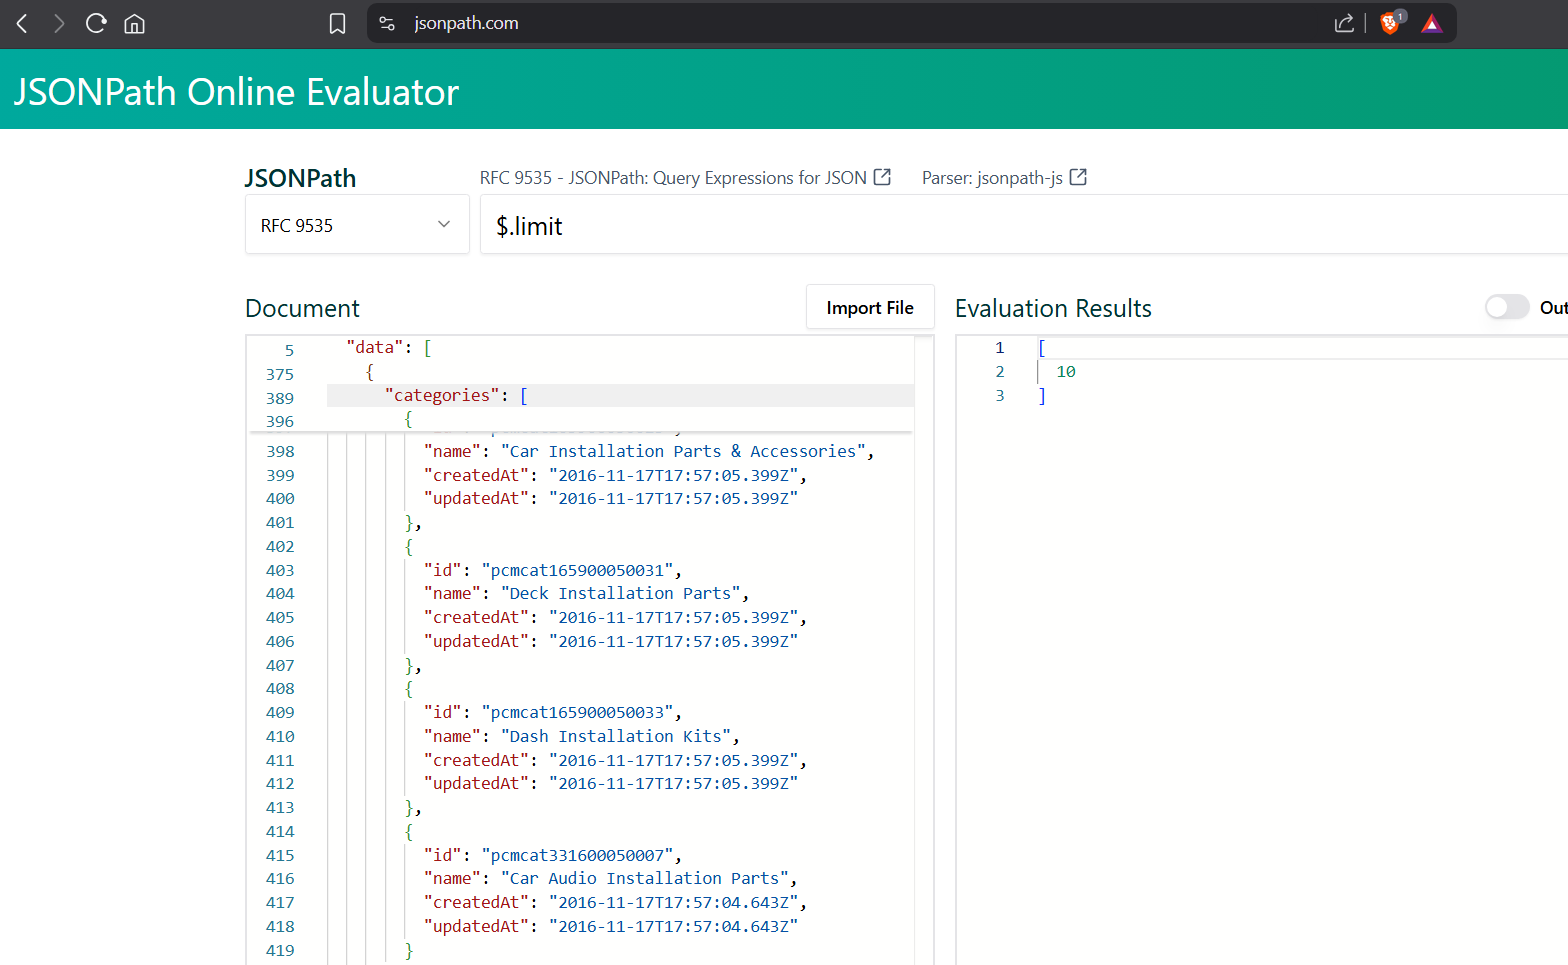 jsonpath.com
1
JSONPath Online Evaluator
JSONPath
RFC 9535 - JSONPath: Query Expressions for JSON
Parser: jsonpath-js
RFC 9535
$.limit
Document
Import File
Evaluation Results
Out
5 "data": [
375 {
389 "categories": [
396 {
398 "name": "Car Installation Parts & Accessories",
399 "createdAt": "2016-11-17T17:57:05.399Z",
400 "updatedAt": "2016-11-17T17:57:05.399Z"
401 },
402 {
403 "id": "pcmcat165900050031",
404 "name": "Deck Installation Parts",
405 "createdAt": "2016-11-17T17:57:05.399Z",
406 "updatedAt": "2016-11-17T17:57:05.399Z"
407 },
408 {
409 "id": "pcmcat165900050033",
410 "name": "Dash Installation Kits",
411 "createdAt": "2016-11-17T17:57:05.399Z",
412 "updatedAt": "2016-11-17T17:57:05.399Z"
413 },
414 {
415 "id": "pcmcat331600050007",
416 "name": "Car Audio Installation Parts",
417 "createdAt": "2016-11-17T17:57:04.643Z",
418 "updatedAt": "2016-11-17T17:57:04.643Z"
419 }
1 [
2 10
3 ]